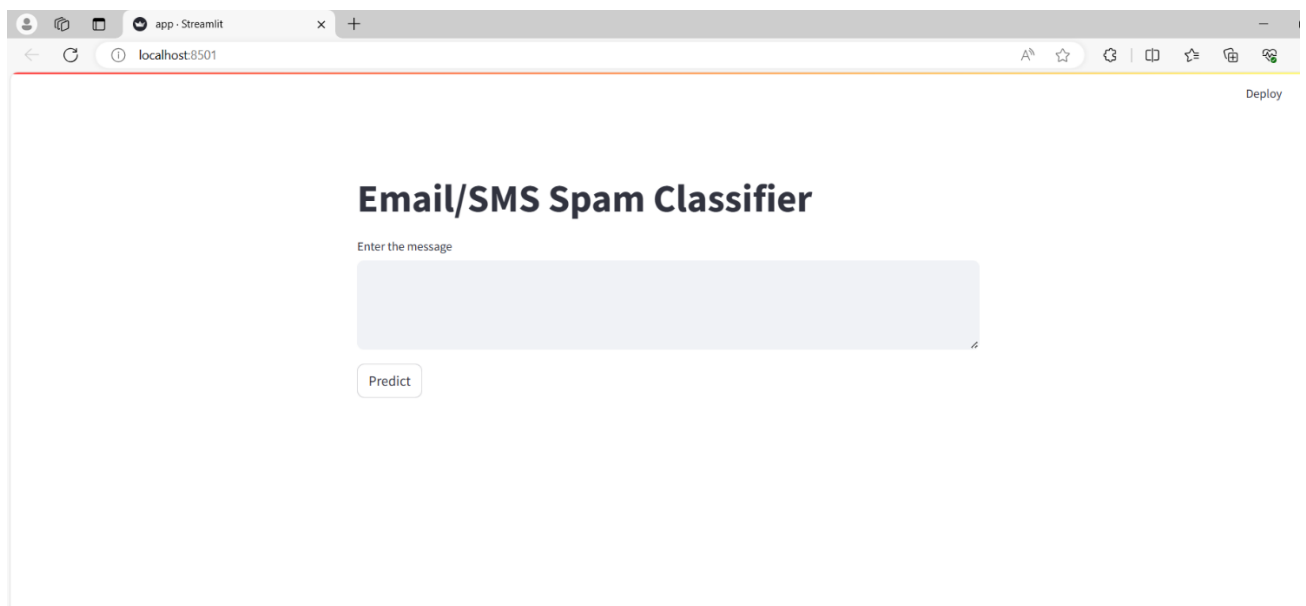 app · Streamlit
localhost:8501
Deploy
Email/SMS Spam Classifier
Enter the message
Predict